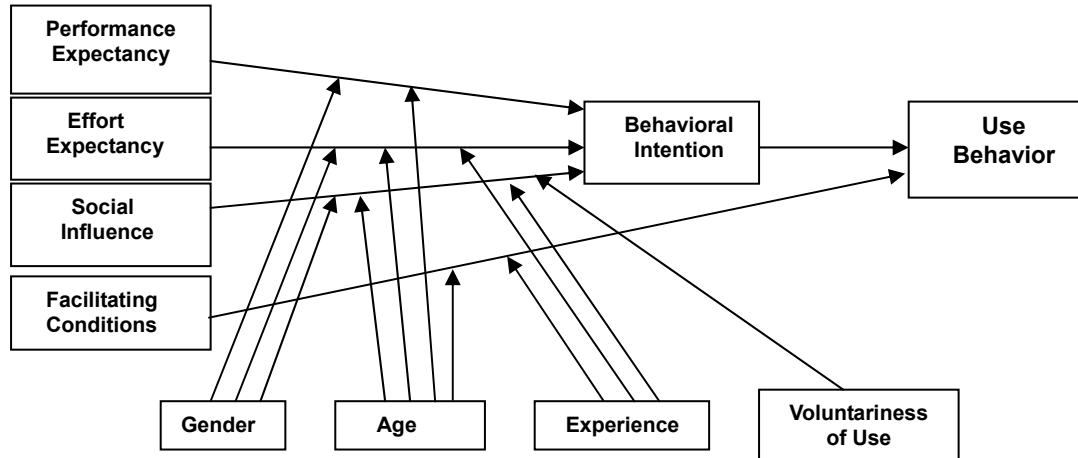 Performance
Expectancy
Effort
Expectancy
Social
Influence
Facilitating
Conditions
Behavioral
Intention
Use
Behavior
Gender
Age
Experience
Voluntariness
of Use